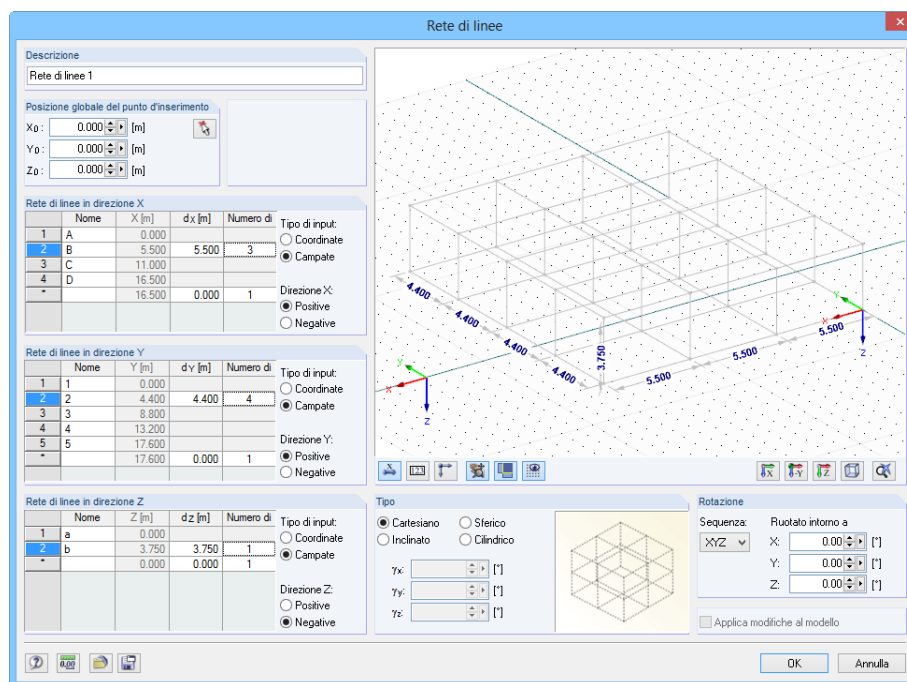 Rete di linee
Descrizione
Rete di linee 1
Posizione globale del punto d'inserimento
X0 : 0.000 [m]
Y0 : 0.000 [m]
Z0 : 0.000 [m]
Rete di linee in direzione X
Nome X [m] dX [m] Numero di
1 A 0.000
2 B 5.500 5.500 3
3 C 11.000
4 D 16.500
* 16.500 0.000 1
Tipo di input:
Coordinate
Campate
Direzione X:
Positive
Negative
Rete di linee in direzione Y
Nome Y [m] dY [m] Numero di
1 1 0.000
2 2 4.400 4.400 4
3 3 8.800
4 4 13.200
5 5 17.600
* 17.600 0.000 1
Tipo di input:
Coordinate
Campate
Direzione Y:
Positive
Negative
Rete di linee in direzione Z
Nome Z [m] dZ [m] Numero di
1 a 0.000
2 b 3.750 3.750 1
* 0.000 0.000 1
Tipo di input:
Coordinate
Campate
Direzione Z:
Positive
Negative
4.400
4.400
4.400
4.400
3.750
5.500
5.500
5.500
Y
X
Z
Y
X
Z
x
123
X
-Y
Z
Tipo
Cartesiano
Sferico
Inclinato
Cilindrico
γx: [°]
γy: [°]
γz: [°]
Rotazione
Sequenza:
XYZ
Ruotato intorno a
X: 0.00 [°]
Y: 0.00 [°]
Z: 0.00 [°]
Applica modifiche al modello
0,00
OK
Annulla